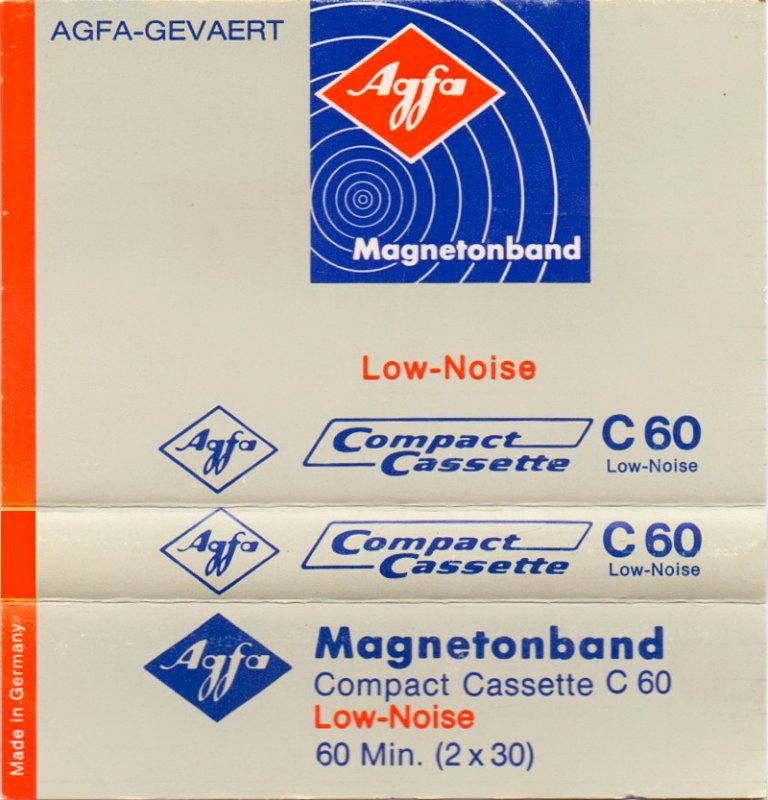 AGFA-GEVAERT
Agfa
Magnetonband
Low-Noise
Agfa
Compact
Cassette
C 60
Low-Noise
Agfa
Compact
Cassette
C 60
Low-Noise
Made in Germany
Agfa
Magnetonband
Compact Cassette C 60
Low-Noise
60 Min. (2 x 30)